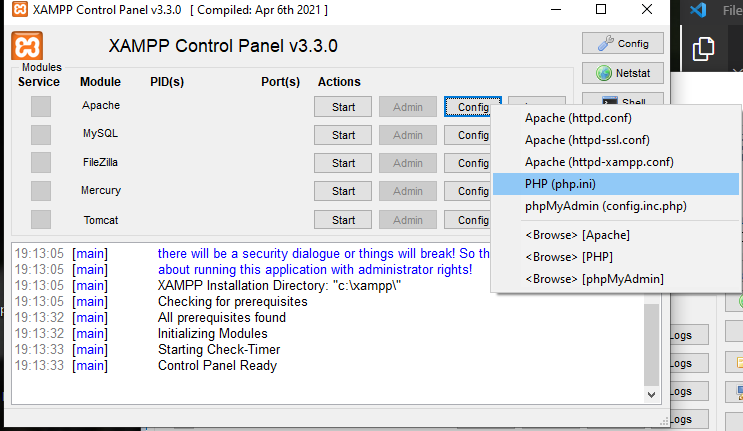 XAMPP Control Panel v3.3.0 [ Compiled: Apr 6th 2021 ]
File
XAMPP Control Panel v3.3.0
Config
Netstat
Shell
Modules
Service Module PID(s) Port(s) Actions
Apache Start Admin Config
MySQL Start Admin Config
FileZilla Start Admin Config
Mercury Start Admin Config
Tomcat Start Admin Config
Apache (httpd.conf)
Apache (httpd-ssl.conf)
Apache (httpd-xampp.conf)
PHP (php.ini)
phpMyAdmin (config.inc.php)
<Browse> [Apache]
<Browse> [PHP]
<Browse> [phpMyAdmin]
19:13:05 [main] there will be a security dialogue or things will break! So th
19:13:05 [main] about running this application with administrator rights!
19:13:05 [main] XAMPP Installation Directory: "c:\xampp\"
19:13:05 [main] Checking for prerequisites
19:13:32 [main] All prerequisites found
19:13:32 [main] Initializing Modules
19:13:33 [main] Starting Check-Timer
19:13:33 [main] Control Panel Ready
Logs
Logs
Logs
Logs